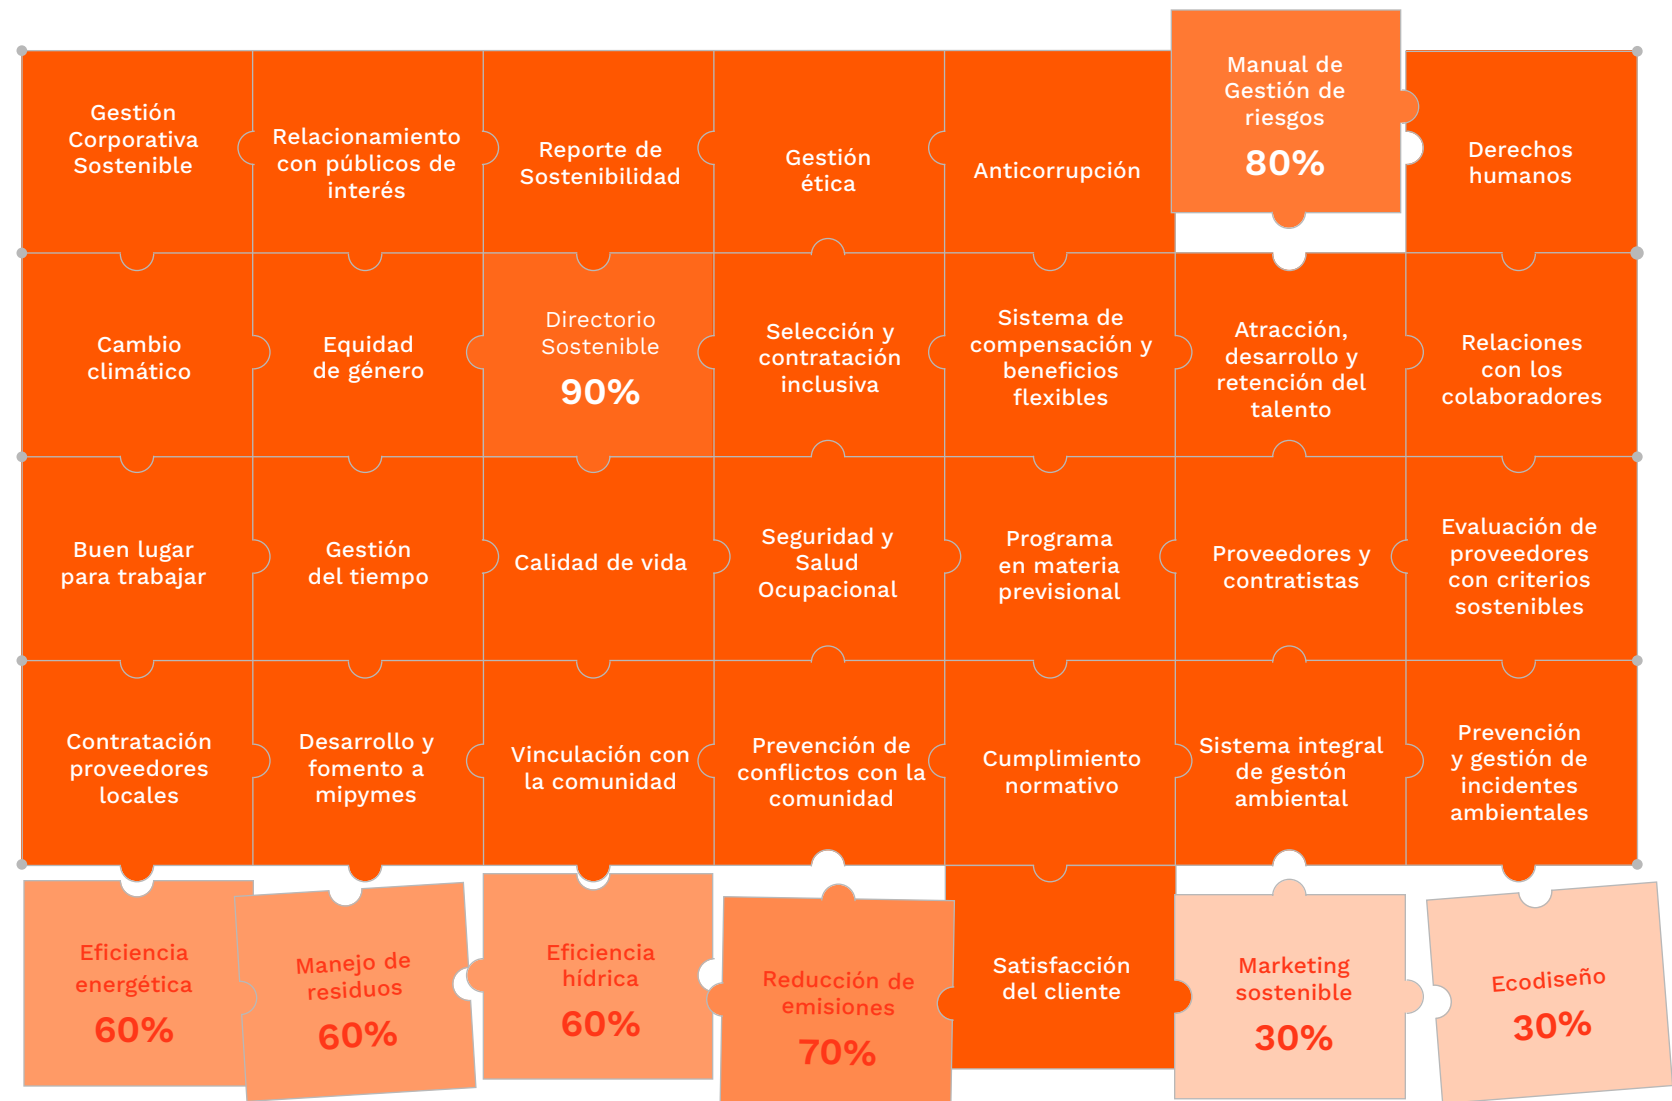 Gestión
Corporativa
Sostenible
Relacionamiento
con públicos de
interés
Reporte de
Sostenibilidad
Gestión
ética
Anticorrupción
Manual de
Gestión de
riesgos
80%
Derechos
humanos
Cambio
climático
Equidad
de género
Directorio
Sostenible
90%
Selección y
contratación
inclusiva
Sistema de
compensación y
beneficios
flexibles
Atracción,
desarrollo y
retención del
talento
Relaciones
con los
colaboradores
Buen lugar
para trabajar
Gestión
del tiempo
Calidad de vida
Seguridad y
Salud
Ocupacional
Programa
en materia
previsional
Proveedores y
contratistas
Evaluación de
proveedores
con criterios
sostenibles
Contratación
proveedores
locales
Desarrollo y
fomento a
mipymes
Vinculación con
la comunidad
Prevención de
conflictos con la
comunidad
Cumplimiento
normativo
Sistema integral
de gestón
ambiental
Prevención
y gestión de
incidentes
ambientales
Eficiencia
energética
60%
Manejo de
residuos
60%
Eficiencia
hídrica
60%
Reducción de
emisiones
70%
Satisfacción
del cliente
Marketing
sostenible
30%
Ecodiseño
30%